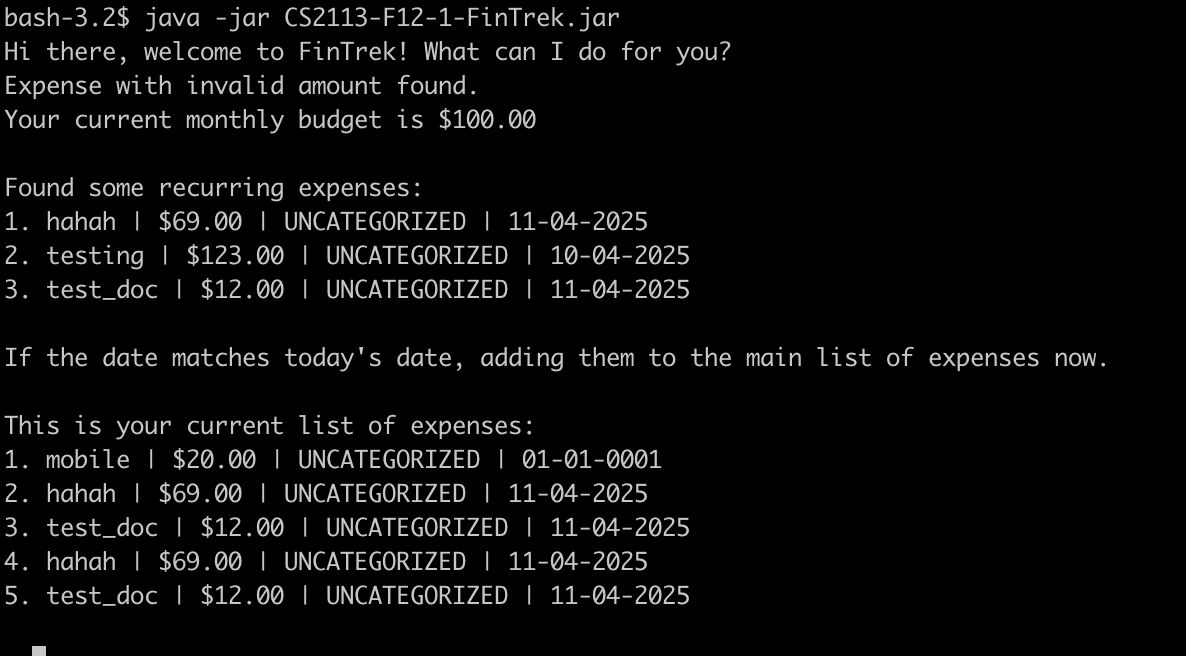 bash-3.2$ java -jar CS2113-F12-1-FinTrek.jar
Hi there, welcome to FinTrek! What can I do for you?
Expense with invalid amount found.
Your current monthly budget is $100.00
Found some recurring expenses:
1. hahah | $69.00 | UNCATEGORIZED | 11-04-2025
2. testing | $123.00 | UNCATEGORIZED | 10-04-2025
3. test_doc | $12.00 | UNCATEGORIZED | 11-04-2025
If the date matches today's date, adding them to the main list of expenses now.
This is your current list of expenses:
1. mobile | $20.00 | UNCATEGORIZED | 01-01-0001
2. hahah | $69.00 | UNCATEGORIZED | 11-04-2025
3. test_doc | $12.00 | UNCATEGORIZED | 11-04-2025
4. hahah | $69.00 | UNCATEGORIZED | 11-04-2025
5. test_doc | $12.00 | UNCATEGORIZED | 11-04-2025